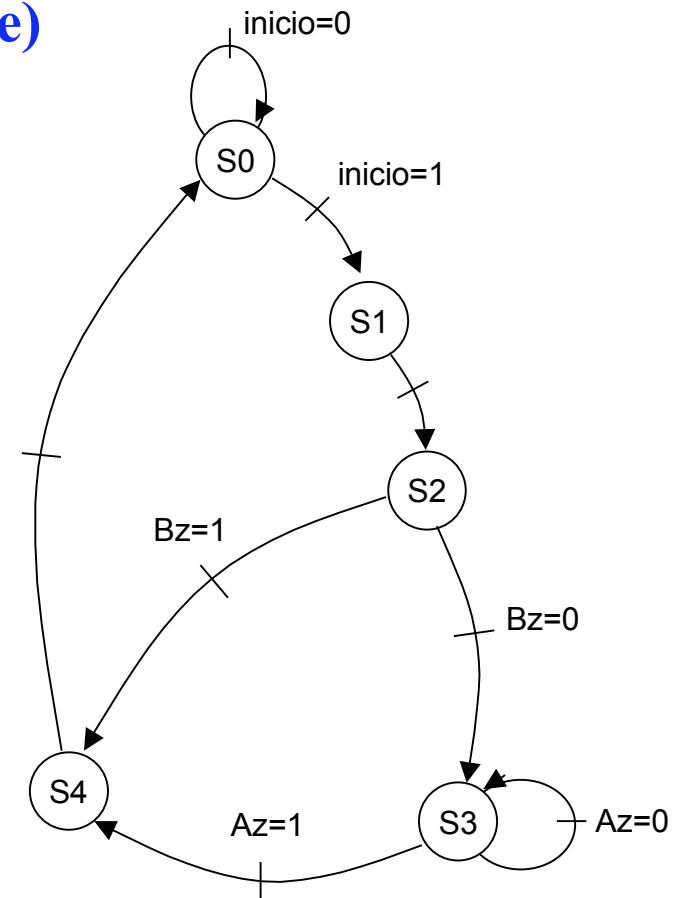 e)
inicio=0
S0
inicio=1
S1
S2
Bz=1
Bz=0
S4
S3
Az=1
Az=0